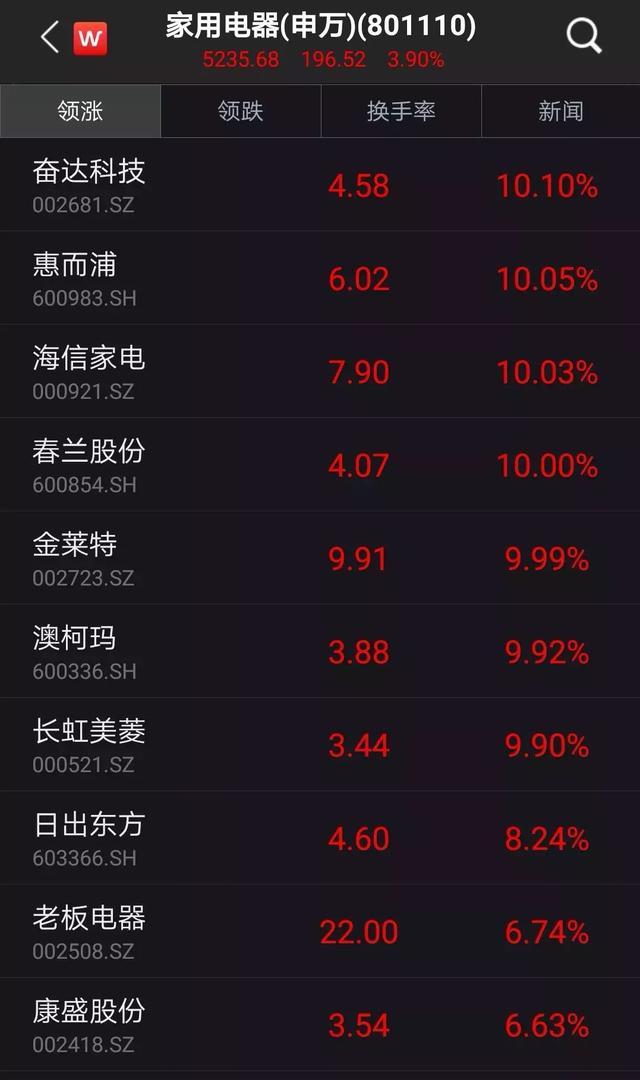 W
家用电器(申万)(801110)
5235.68 196.52 3.90%
领涨 领跌 换手率 新闻
奋达科技 4.58 10.10%
002681.SZ
惠而浦 6.02 10.05%
600983.SH
海信家电 7.90 10.03%
000921.SZ
春兰股份 4.07 10.00%
600854.SH
金莱特 9.91 9.99%
002723.SZ
澳柯玛 3.88 9.92%
600336.SH
长虹美菱 3.44 9.90%
000521.SZ
日出东方 4.60 8.24%
603366.SH
老板电器 22.00 6.74%
002508.SZ
康盛股份 3.54 6.63%
002418.SZ